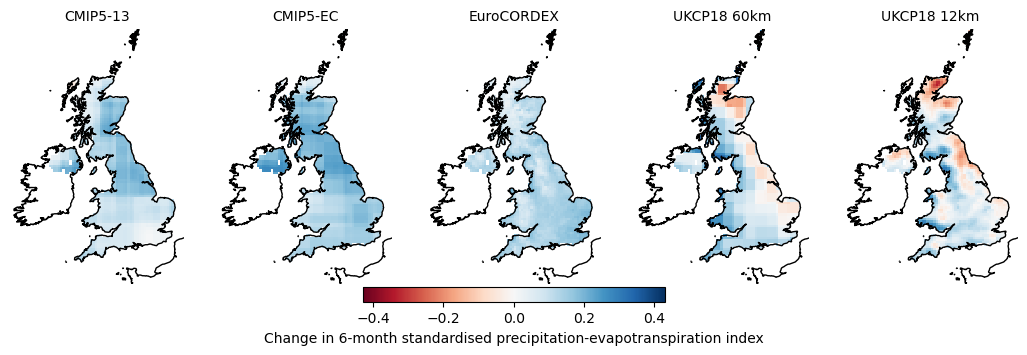 CMIP5-13 CMIP5-EC EuroCORDEX UKCP18 60km UKCP18 12km
−0.4 −0.2 0.0 0.2 0.4
Change in 6-month standardised precipitation-evapotranspiration index